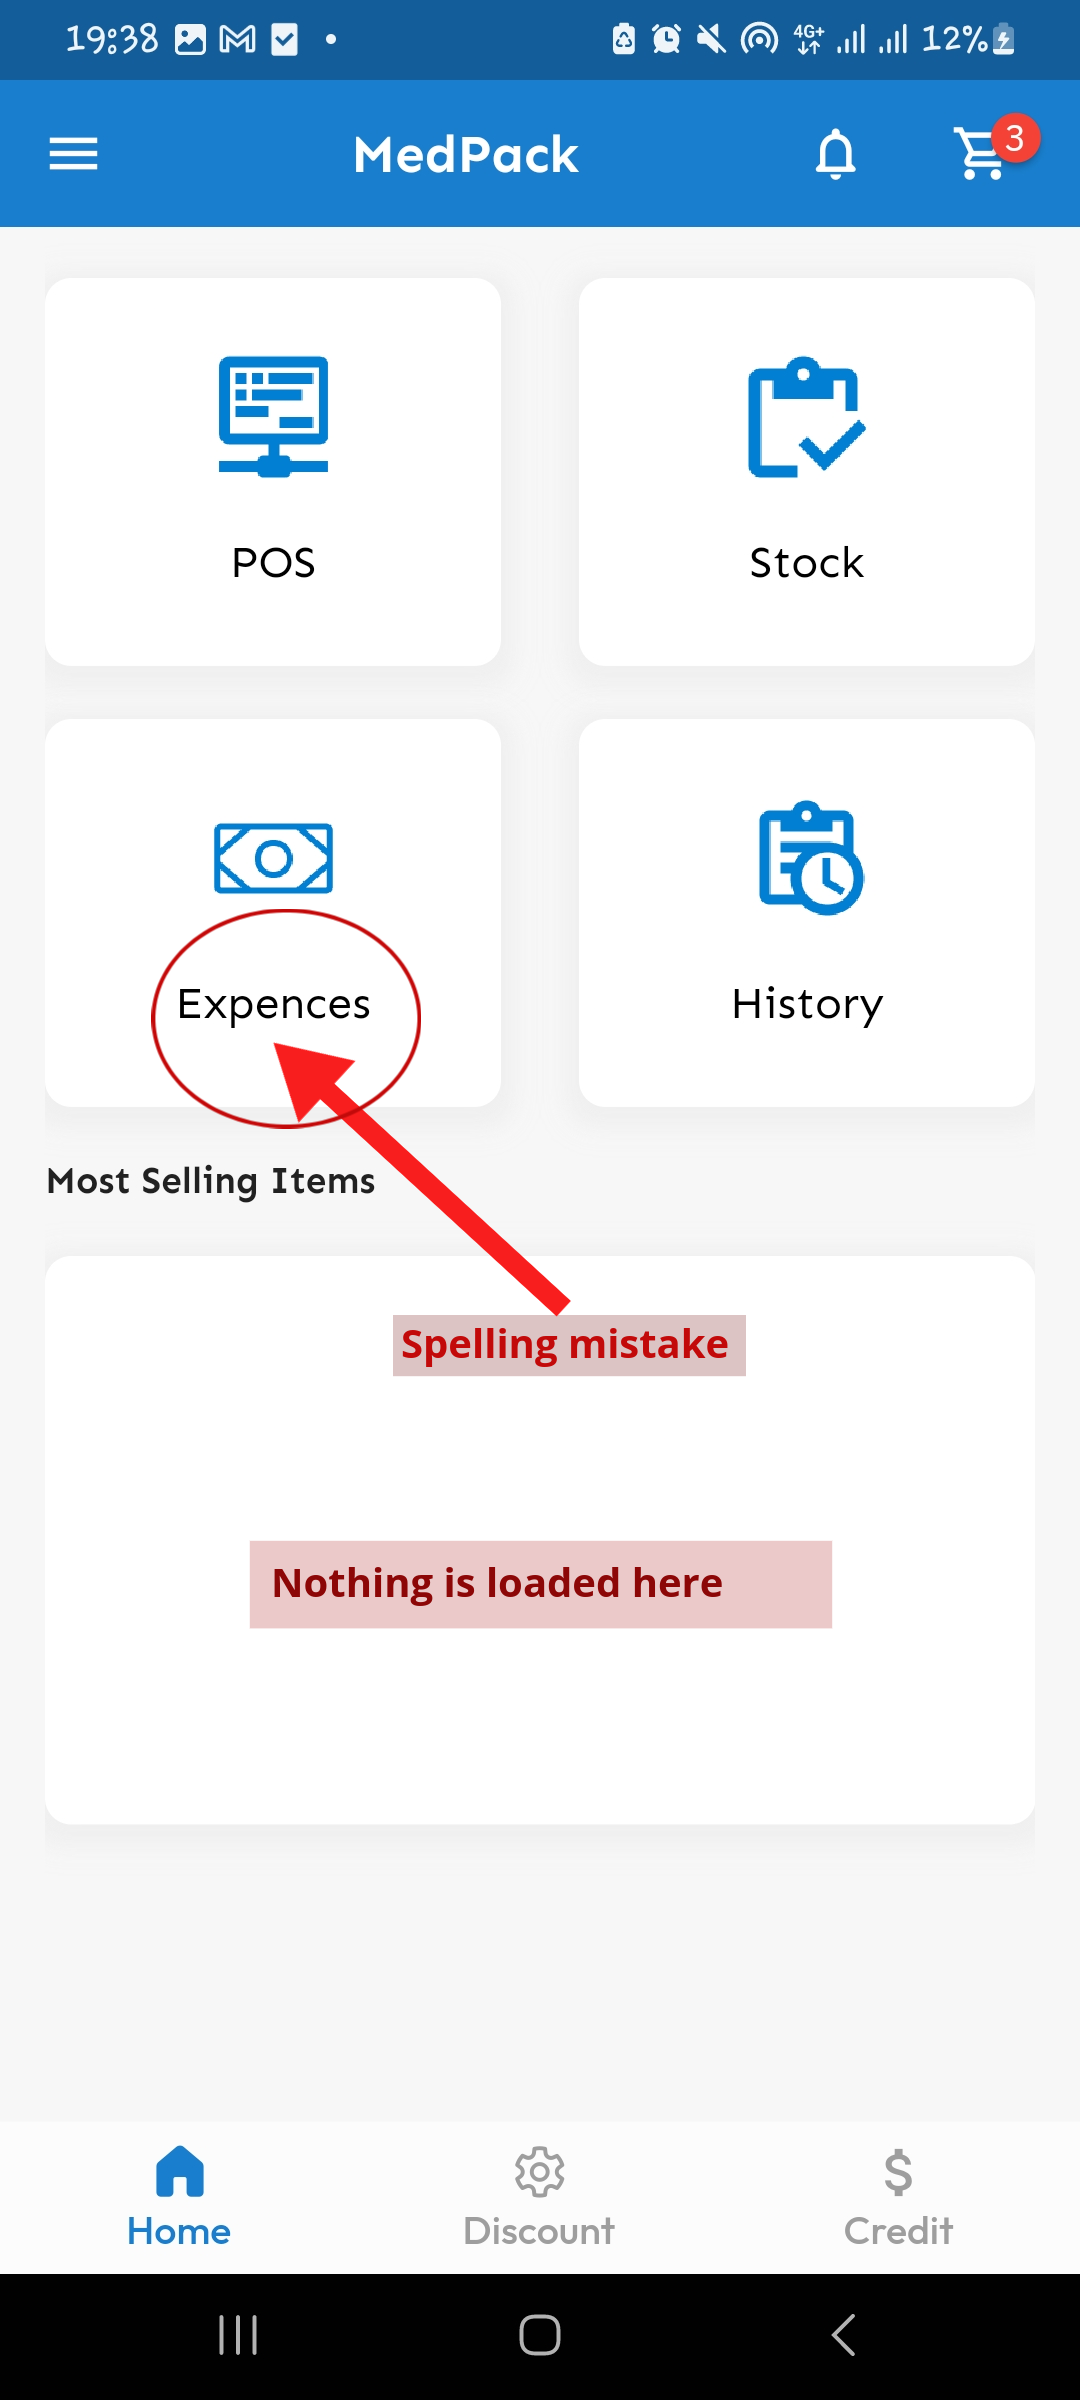 19:38 4G+ 12%
MedPack 3
POS Stock
Expences History
Most Selling Items
Spelling mistake
Nothing is loaded here
Home Discount Credit